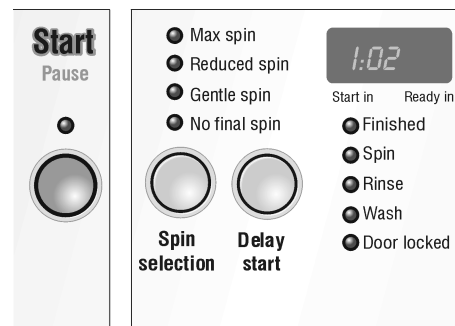 Start
Pause
Max spin
Reduced spin
Gentle spin
No final spin
Spin
selection
Delay
start
1:02
Start in
Ready in
Finished
Spin
Rinse
Wash
Door locked